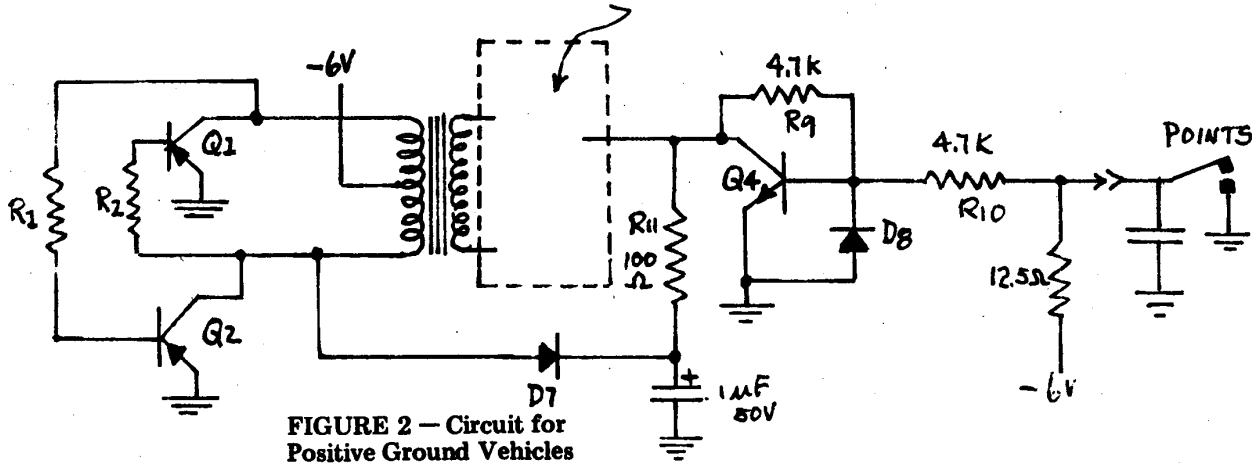 -6V
4.7K
R9
Q1
4.7K
POINTS
Q4
R1
R2
R11
100
Ω
R10
D8
12.5Ω
Q2
D7
+
1µF
50V
-6V
FIGURE 2 — Circuit for
Positive Ground Vehicles